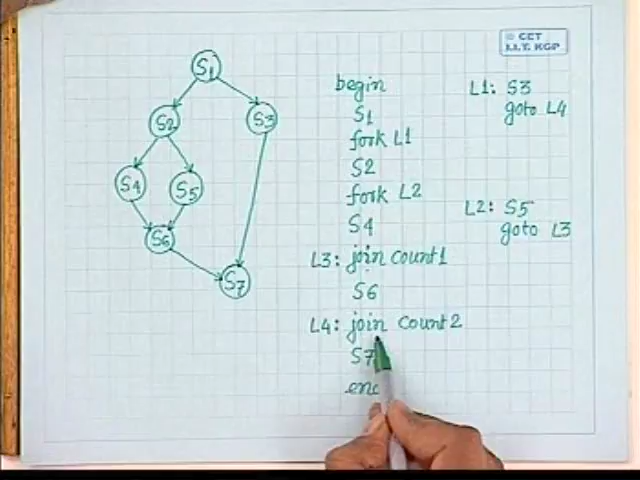 © CET
I.I.T. KGP
S1
S2
S3
S4
S5
S6
S7
begin
S1
fork L1
S2
fork L2
S4
L3: join count1
S6
L4: join count2
S7
end
L1: S3
goto L4
L2: S5
goto L3